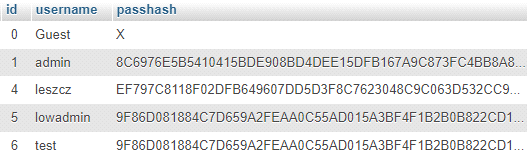 id username passhash
0 Guest X
1 admin 8C6976E5B5410415BDE908BD4DEE15DFB167A9C873FC4BB8A8...
4 leszcz EF797C8118F02DFB649607DD5D3F8C7623048C9C063D532CC9...
5 lowadmin 9F86D081884C7D659A2FEAA0C55AD015A3BF4F1B2B0B822CD1...
6 test 9F86D081884C7D659A2FEAA0C55AD015A3BF4F1B2B0B822CD1...